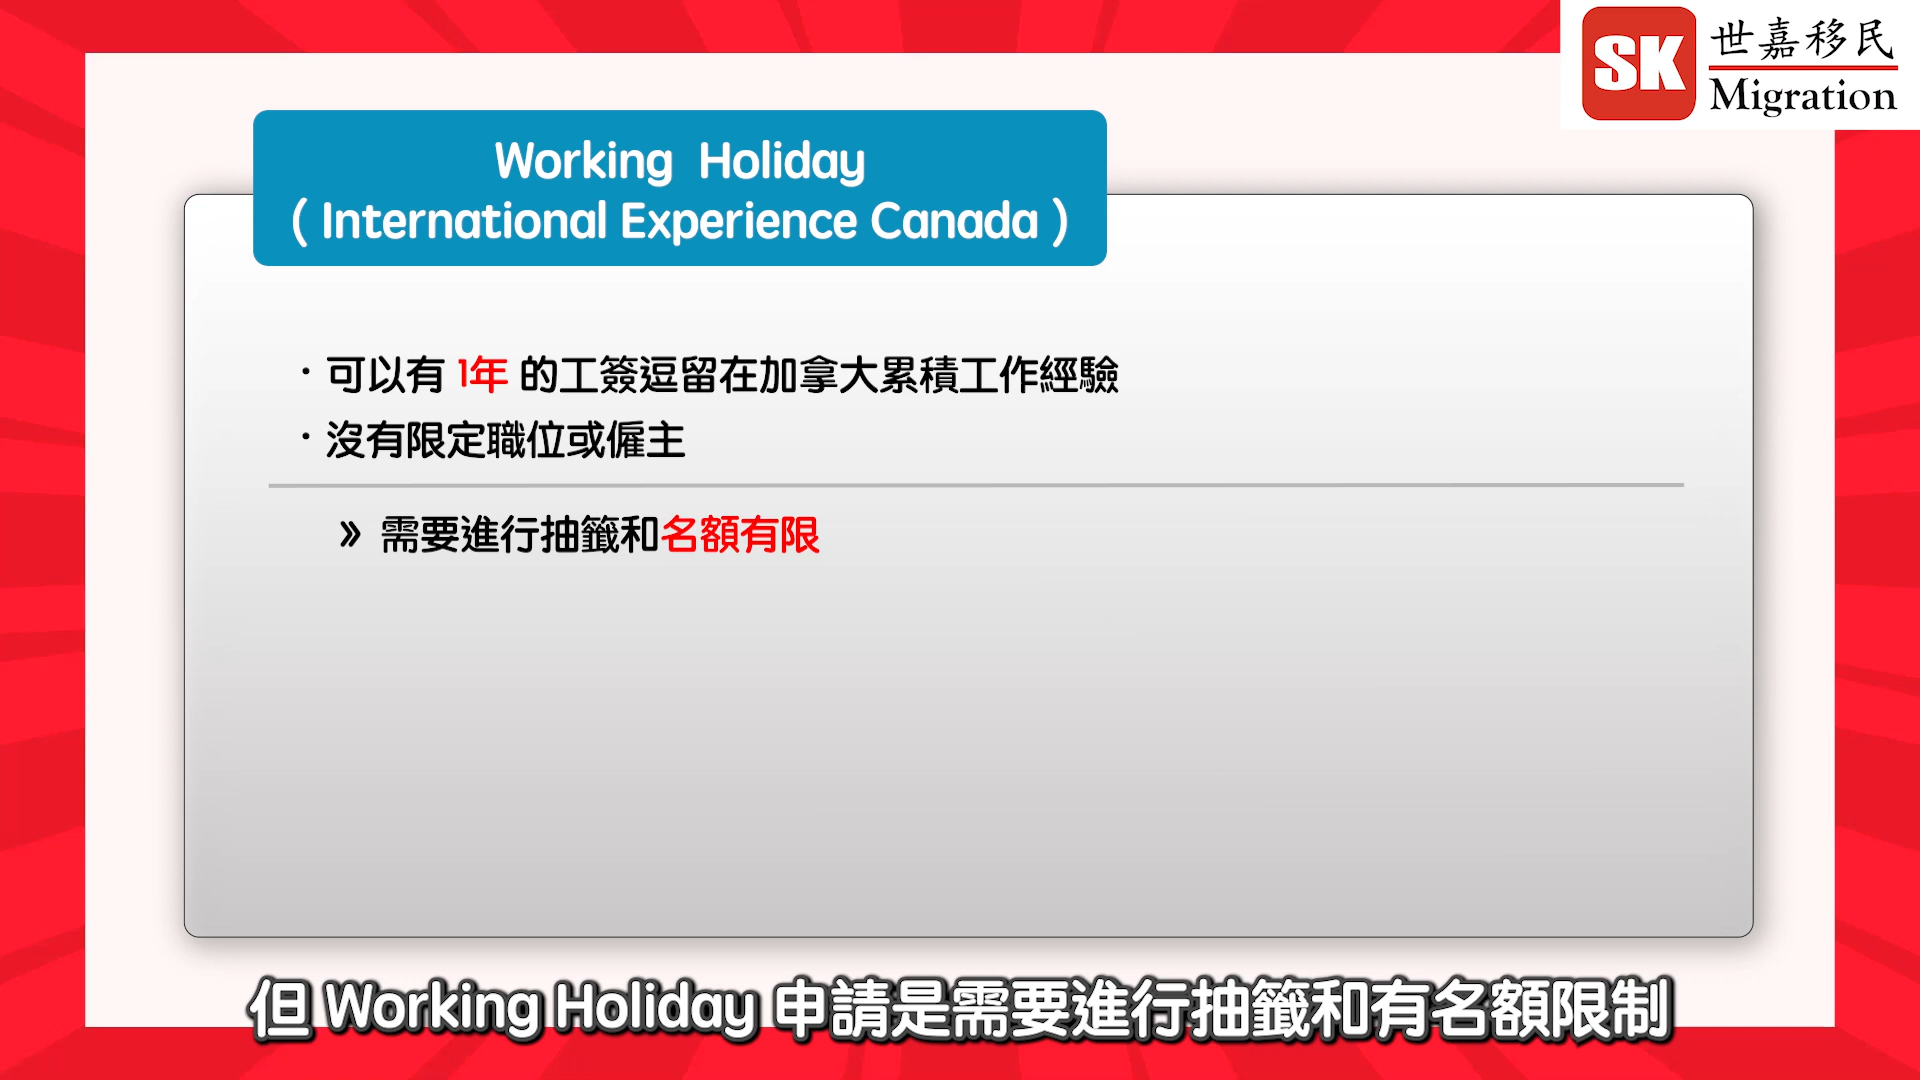 SK 世嘉移民
Migration
Working Holiday
( International Experience Canada )
· 可以有 1年 的工簽逗留在加拿大累積工作經驗
· 沒有限定職位或僱主
» 需要進行抽籤和名額有限
但 Working Holiday 申請是需要進行抽籤和有名額限制